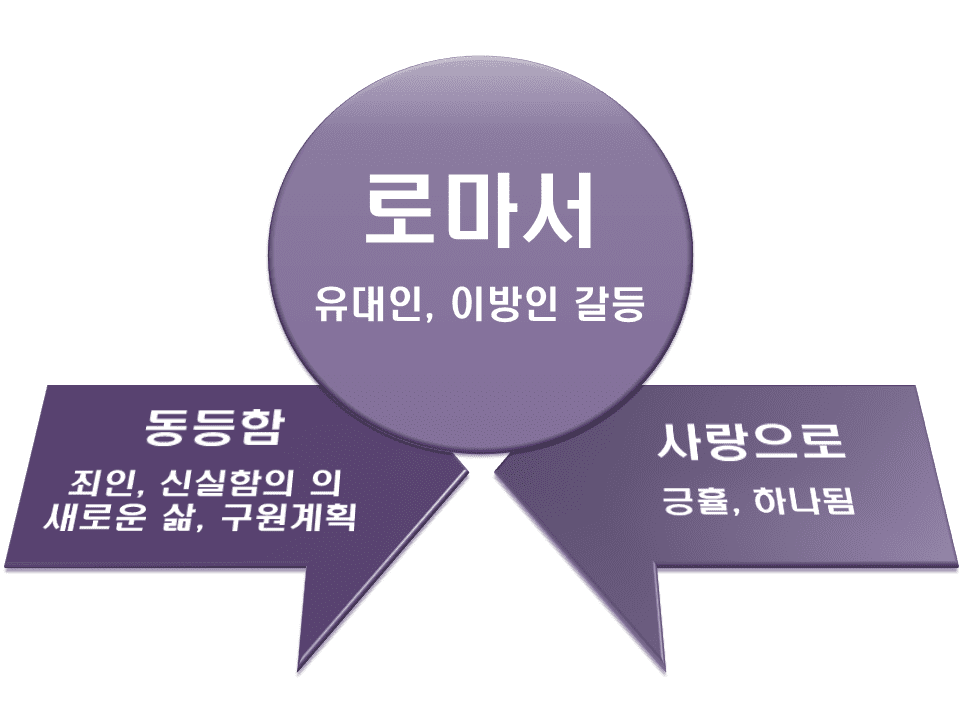 로마서
유대인, 이방인 갈등
동등함
죄인, 신실함의 의
새로운 삶, 구원계획
사랑으로
긍휼, 하나됨